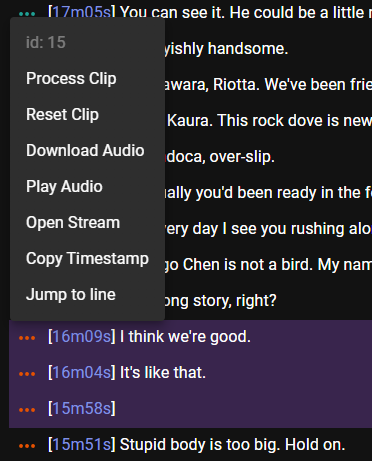 [17m05s] You can see it. He could be a little
id: 15
yishly handsome.
Process Clip
awara, Riotta. We've been frie
Reset Clip
Kaura. This rock dove is new
Download Audio
doca, over-slip.
Play Audio
ually you'd been ready in the f
Open Stream
ery day I see you rushing alo
Copy Timestamp
go Chen is not a bird. My nam
Jump to line
ong story, right?
[16m09s] I think we're good.
[16m04s] It's like that.
[15m58s]
[15m51s] Stupid body is too big. Hold on.